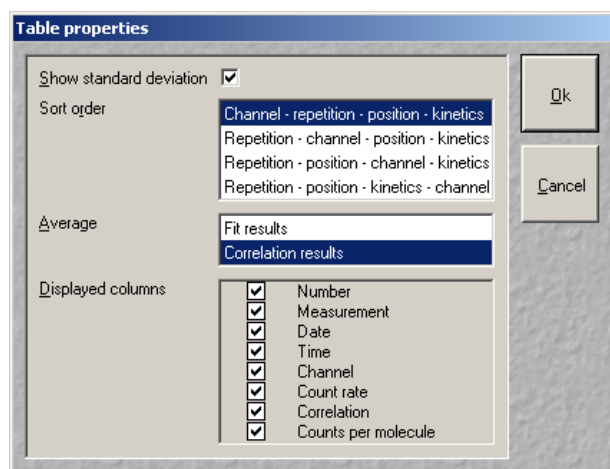 Table properties
Show standard deviation
Ok
Sort order
Channel - repetition - position - kinetics
Repetition - channel - position - kinetics
Repetition - position - channel - kinetics
Repetition - position - kinetics - channel
Cancel
Average
Fit results
Correlation results
Displayed columns
Number
Measurement
Date
Time
Channel
Count rate
Correlation
Counts per molecule